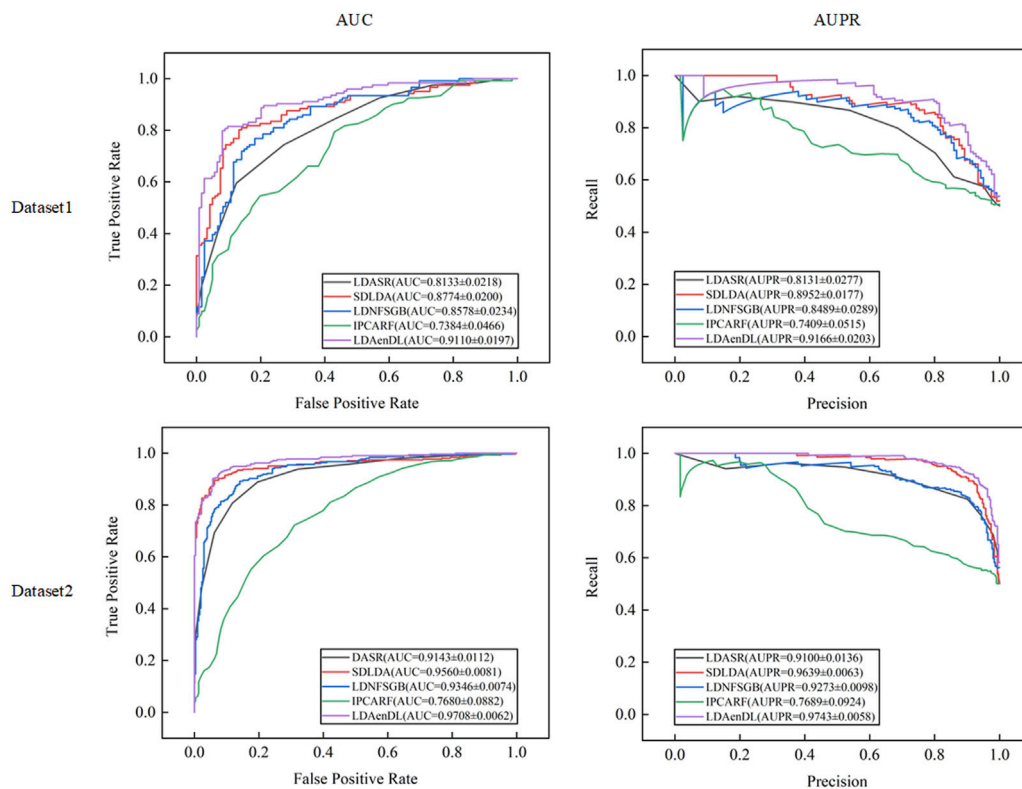 AUC
AUPR
Dataset1
True Positive Rate
1.0
0.8
0.6
0.4
0.2
0.0
LDASR(AUC=0.8133±0.0218)
SDLDA(AUC=0.8774±0.0200)
LDNFSGB(AUC=0.8578±0.0234)
IPCARF(AUC=0.7384±0.0466)
LDAenDL(AUC=0.9110±0.0197)
0.0 0.2 0.4 0.6 0.8 1.0
False Positive Rate
Recall
1.0
0.8
0.6
0.4
0.2
0.0
LDASR(AUPR=0.8131±0.0277)
SDLDA(AUPR=0.8952±0.0177)
LDNFSGB(AUPR=0.8489±0.0289)
IPCARF(AUPR=0.7409±0.0515)
LDAenDL(AUPR=0.9166±0.0203)
0.0 0.2 0.4 0.6 0.8 1.0
Precision
Dataset2
True Positive Rate
1.0
0.8
0.6
0.4
0.2
0.0
DASR(AUC=0.9143±0.0112)
SDLDA(AUC=0.9560±0.0081)
LDNFSGB(AUC=0.9346±0.0074)
IPCARF(AUC=0.7680±0.0882)
LDAenDL(AUC=0.9708±0.0062)
0.0 0.2 0.4 0.6 0.8 1.0
False Positive Rate
Recall
1.0
0.8
0.6
0.4
0.2
0.0
LDASR(AUPR=0.9100±0.0136)
SDLDA(AUPR=0.9639±0.0063)
LDNFSGB(AUPR=0.9273±0.0098)
IPCARF(AUPR=0.7689±0.0924)
LDAenDL(AUPR=0.9743±0.0058)
0.0 0.2 0.4 0.6 0.8 1.0
Precision